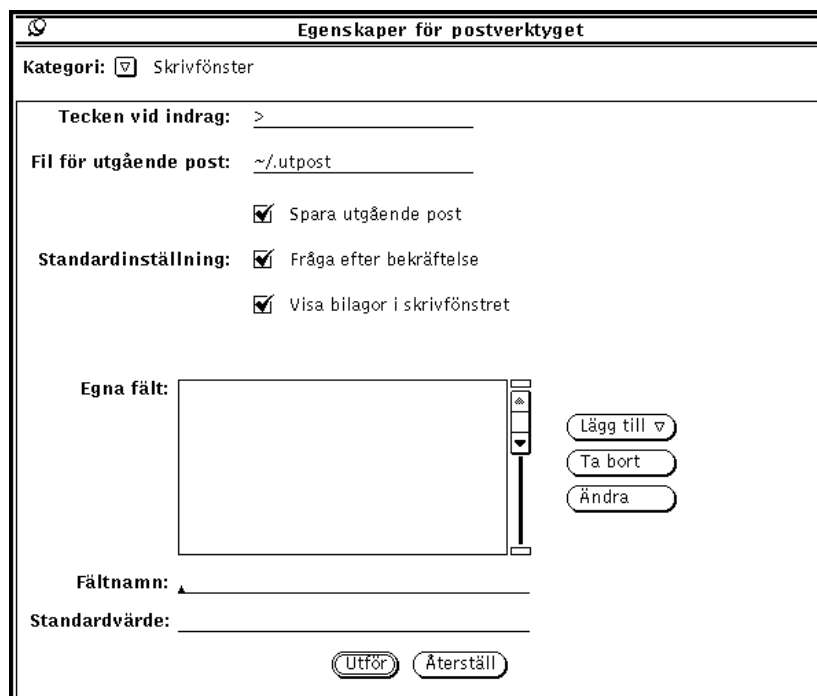 Egenskaper för postverktyget
Kategori: Skrivfönster
Tecken vid indrag: >
Fil för utgående post: ~/.utpost
Spara utgående post
Standardinställning: Fråga efter bekräftelse
Visa bilagor i skrivfönstret
Egna fält:
Lägg till
Ta bort
Ändra
Fältnamn:
Standardvärde:
Utför Återställ